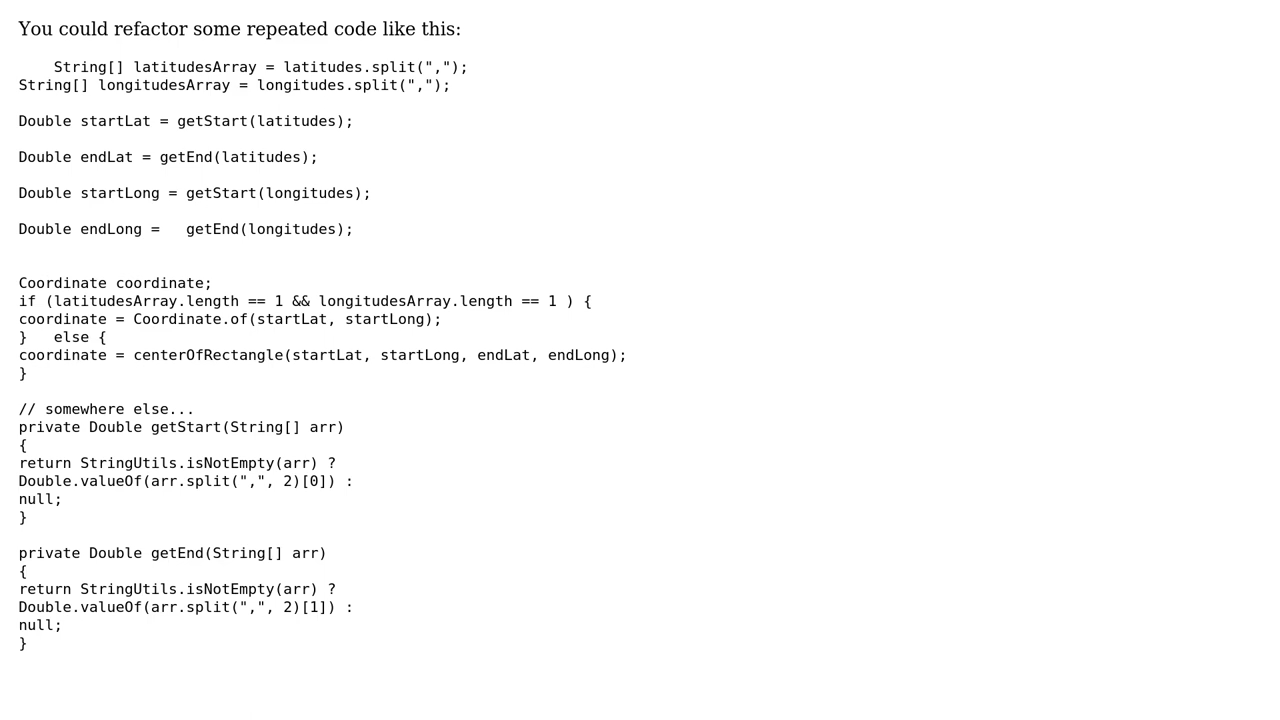 You could refactor some repeated code like this:
    String[] latitudesArray = latitudes.split(",");
String[] longitudesArray = longitudes.split(",");
Double startLat = getStart(latitudes);
Double endLat = getEnd(latitudes);
Double startLong = getStart(longitudes);
Double endLong =   getEnd(longitudes);
Coordinate coordinate;
if (latitudesArray.length == 1 && longitudesArray.length == 1 ) {
coordinate = Coordinate.of(startLat, startLong);
}   else {
coordinate = centerOfRectangle(startLat, startLong, endLat, endLong);
}
// somewhere else...
private Double getStart(String[] arr)
{
return StringUtils.isNotEmpty(arr) ?
Double.valueOf(arr.split(",", 2)[0]) :
null;
}
private Double getEnd(String[] arr)
{
return StringUtils.isNotEmpty(arr) ?
Double.valueOf(arr.split(",", 2)[1]) :
null;
}